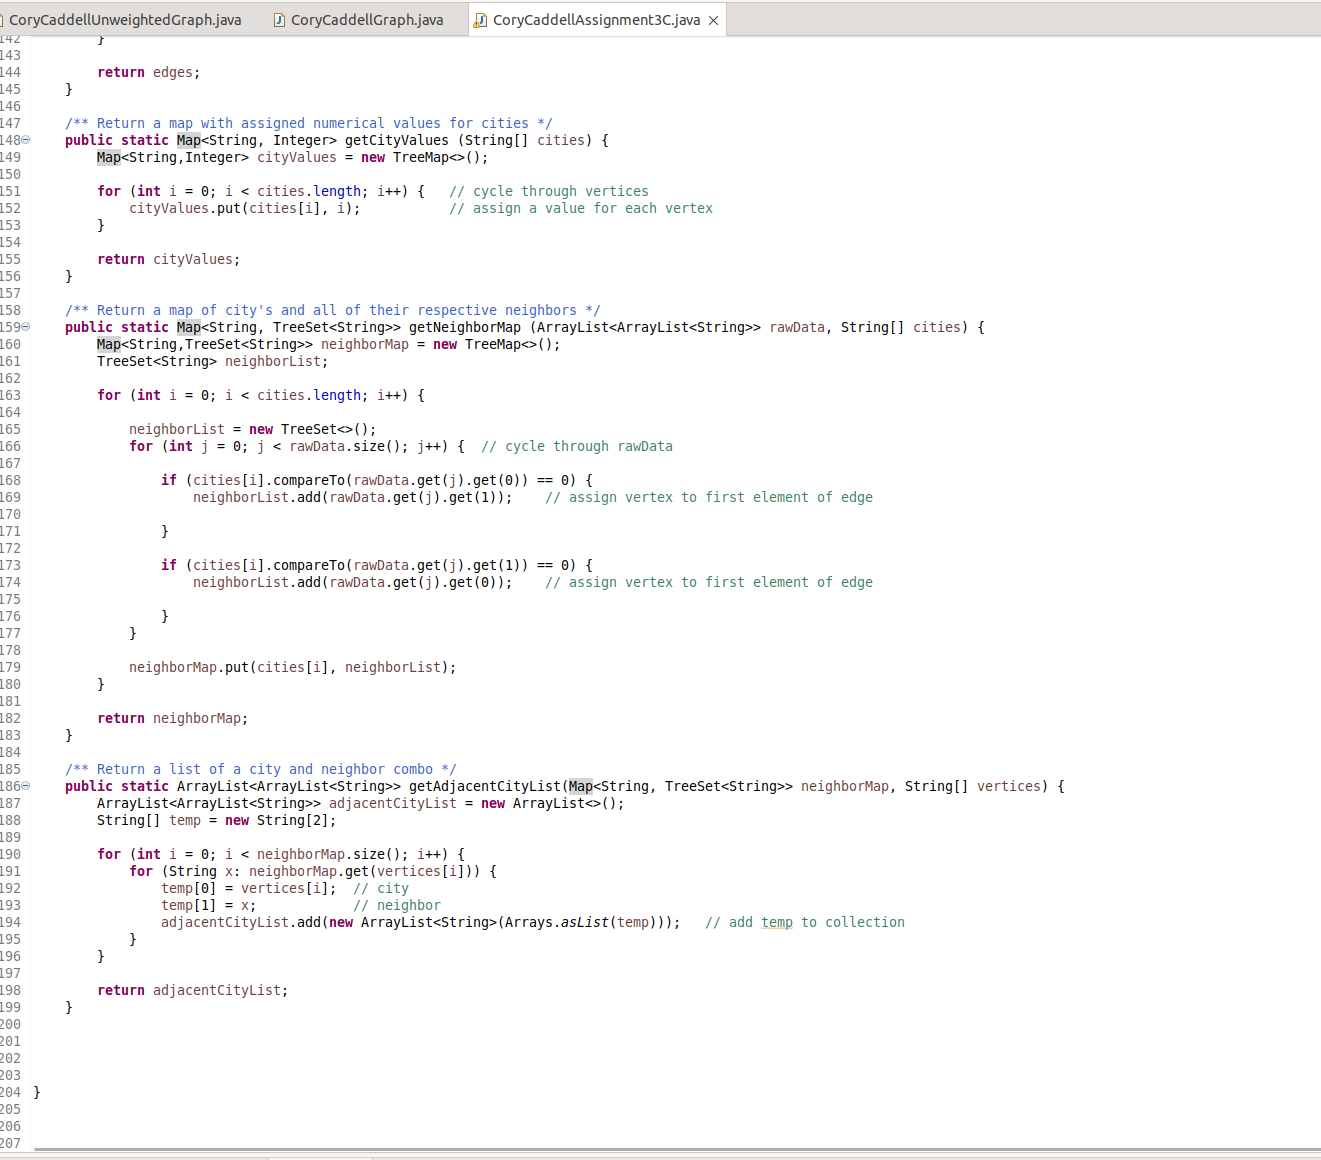 CoryCaddellUnweightedGraph.java CoryCaddellGraph.java CoryCaddellAssignment3C.java
142 }
143
144 return edges;
145 }
146
147 /** Return a map with assigned numerical values for cities */
148 public static Map<String, Integer> getCityValues (String[] cities) {
149 Map<String,Integer> cityValues = new TreeMap<>();
150
151 for (int i = 0; i < cities.length; i++) { // cycle through vertices
152 cityValues.put(cities[i], i); // assign a value for each vertex
153 }
154
155 return cityValues;
156 }
157
158 /** Return a map of city's and all of their respective neighbors */
159 public static Map<String, TreeSet<String>> getNeighborMap (ArrayList<ArrayList<String>> rawData, String[] cities) {
160 Map<String,TreeSet<String>> neighborMap = new TreeMap<>();
161 TreeSet<String> neighborList;
162
163 for (int i = 0; i < cities.length; i++) {
164
165 neighborList = new TreeSet<>();
166 for (int j = 0; j < rawData.size(); j++) { // cycle through rawData
167
168 if (cities[i].compareTo(rawData.get(j).get(0)) == 0) {
169 neighborList.add(rawData.get(j).get(1)); // assign vertex to first element of edge
170
171 }
172
173 if (cities[i].compareTo(rawData.get(j).get(1)) == 0) {
174 neighborList.add(rawData.get(j).get(0)); // assign vertex to first element of edge
175
176 }
177 }
178
179 neighborMap.put(cities[i], neighborList);
180 }
181
182 return neighborMap;
183 }
184
185 /** Return a list of a city and neighbor combo */
186 public static ArrayList<ArrayList<String>> getAdjacentCityList(Map<String, TreeSet<String>> neighborMap, String[] vertices) {
187 ArrayList<ArrayList<String>> adjacentCityList = new ArrayList<>();
188 String[] temp = new String[2];
189
190 for (int i = 0; i < neighborMap.size(); i++) {
191 for (String x: neighborMap.get(vertices[i])) {
192 temp[0] = vertices[i]; // city
193 temp[1] = x; // neighbor
194 adjacentCityList.add(new ArrayList<String>(Arrays.asList(temp))); // add temp to collection
195 }
196 }
197
198 return adjacentCityList;
199 }
200
201
202
203
204 }
205
206
207